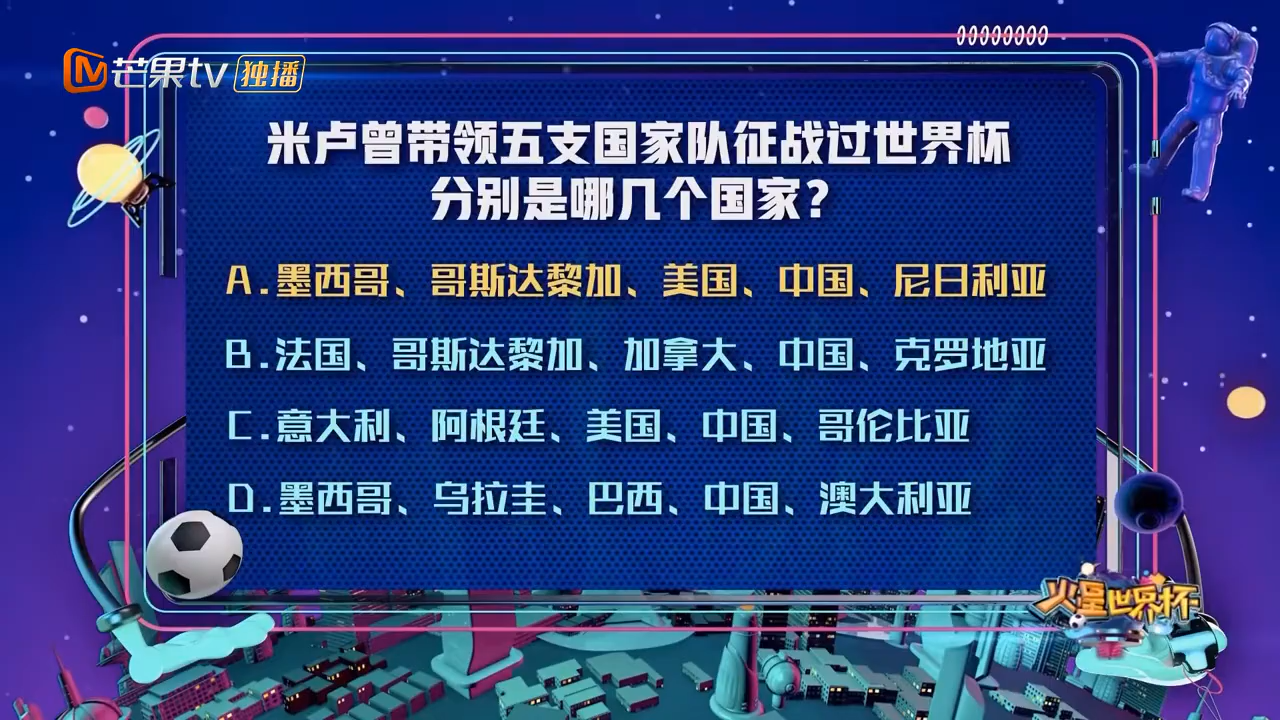 芒果tv 独播
米卢曾带领五支国家队征战过世界杯
分别是哪几个国家？
A.墨西哥、哥斯达黎加、美国、中国、尼日利亚
B.法国、哥斯达黎加、加拿大、中国、克罗地亚
C.意大利、阿根廷、美国、中国、哥伦比亚
D.墨西哥、乌拉圭、巴西、中国、澳大利亚
火星世界杯